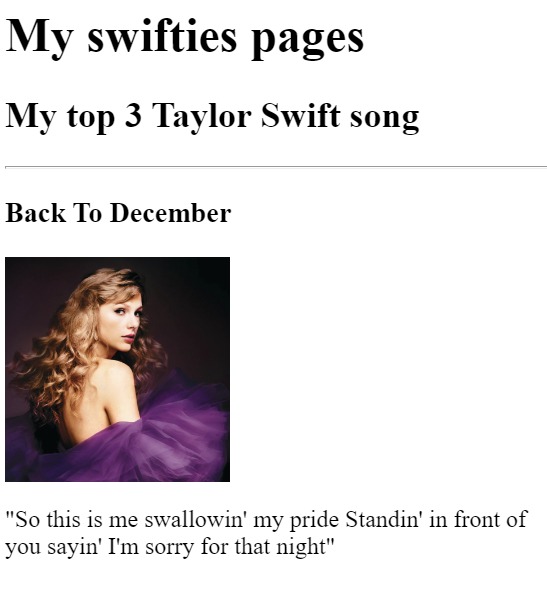 My swifties pages
My top 3 Taylor Swift song
Back To December
"So this is me swallowin' my pride Standin' in front of
you sayin' I'm sorry for that night"